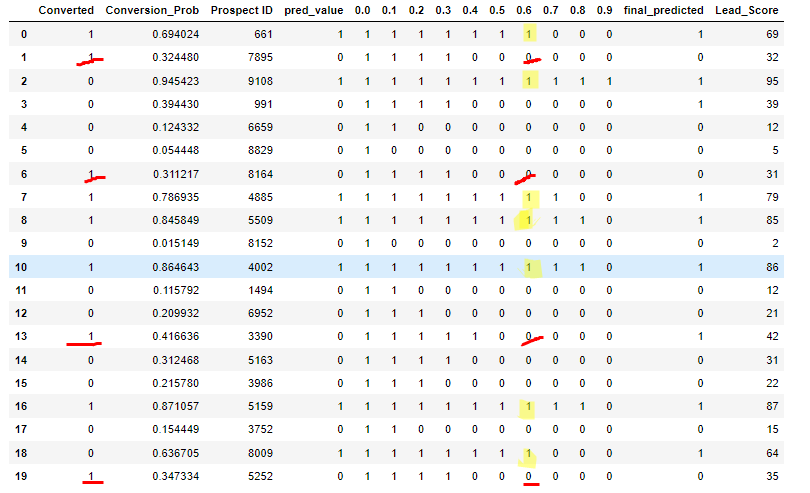 Converted Conversion_Prob Prospect ID pred_value 0.0 0.1 0.2 0.3 0.4 0.5 0.6 0.7 0.8 0.9 final_predicted Lead_Score
0 1 0.694024 661 1 1 1 1 1 1 1 1 0 0 0 1 69
1 1 0.324480 7895 0 1 1 1 1 0 0 0 0 0 0 0 32
2 0 0.945423 9108 1 1 1 1 1 1 1 1 1 1 1 1 95
3 0 0.394430 991 0 1 1 1 1 0 0 0 0 0 0 1 39
4 0 0.124332 6659 0 1 1 0 0 0 0 0 0 0 0 0 12
5 0 0.054448 8829 0 1 0 0 0 0 0 0 0 0 0 0 5
6 1 0.311217 8164 0 1 1 1 1 0 0 0 0 0 0 0 31
7 1 0.786935 4885 1 1 1 1 1 1 1 1 1 0 0 1 79
8 1 0.845849 5509 1 1 1 1 1 1 1 1 1 1 0 1 85
9 0 0.015149 8152 0 1 0 0 0 0 0 0 0 0 0 0 2
10 1 0.864643 4002 1 1 1 1 1 1 1 1 1 1 0 1 86
11 0 0.115792 1494 0 1 1 0 0 0 0 0 0 0 0 0 12
12 0 0.209932 6952 0 1 1 1 0 0 0 0 0 0 0 0 21
13 1 0.416636 3390 0 1 1 1 1 1 0 0 0 0 0 1 42
14 0 0.312468 5163 0 1 1 1 1 0 0 0 0 0 0 0 31
15 0 0.215780 3986 0 1 1 1 0 0 0 0 0 0 0 0 22
16 1 0.871057 5159 1 1 1 1 1 1 1 1 1 1 0 1 87
17 0 0.154449 3752 0 1 1 0 0 0 0 0 0 0 0 0 15
18 0 0.636705 8009 1 1 1 1 1 1 1 1 0 0 0 1 64
19 1 0.347334 5252 0 1 1 1 1 0 0 0 0 0 0 0 35